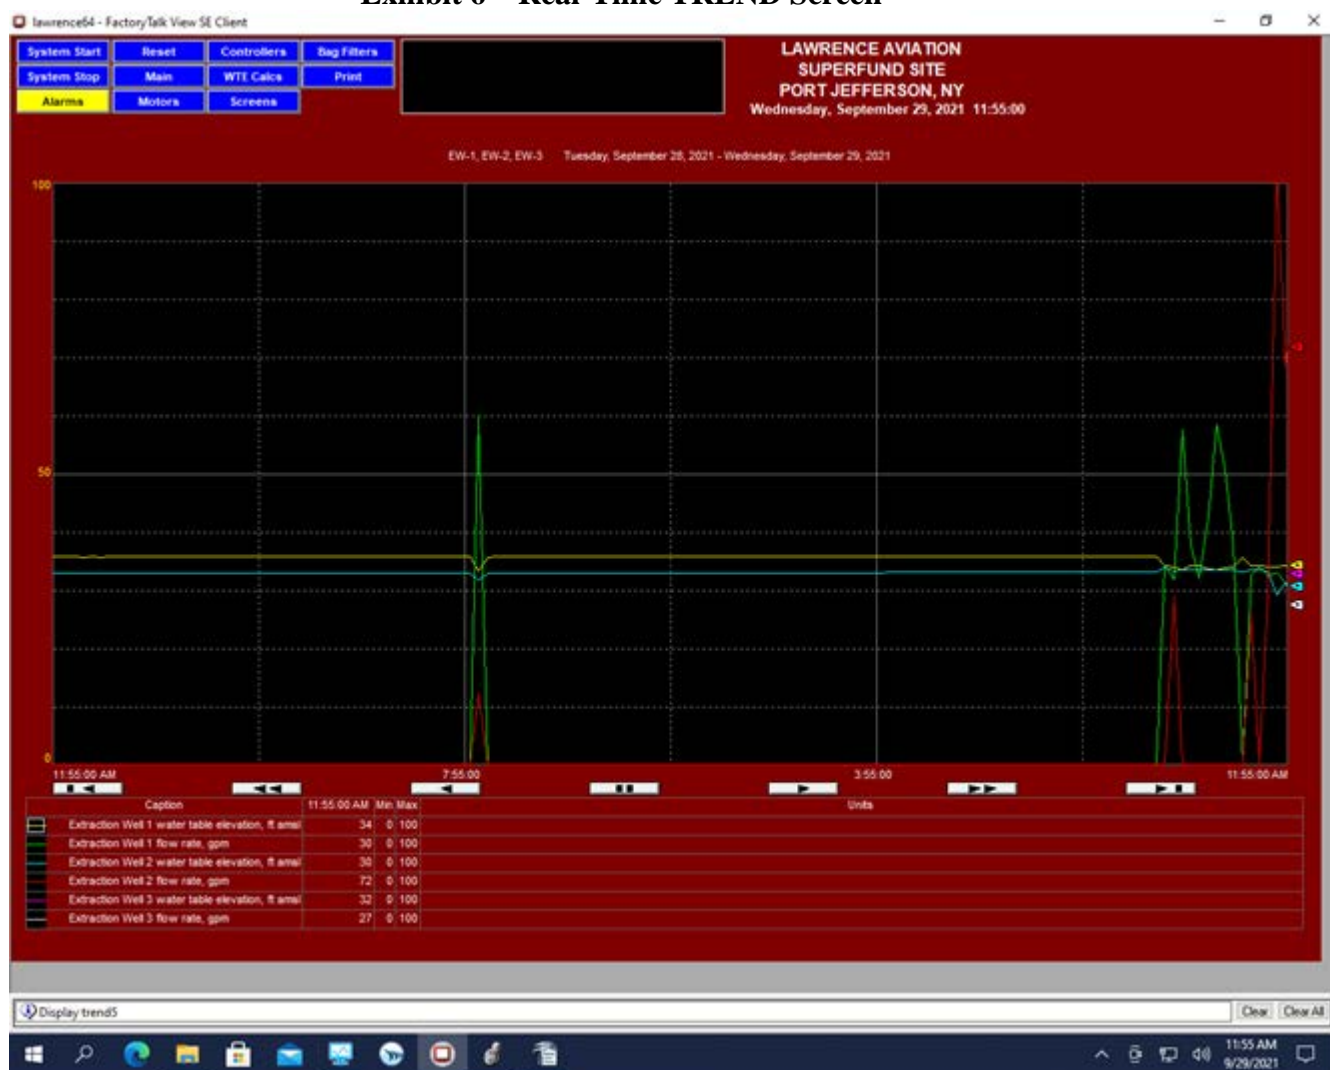 Exhibit 6 – Real Time TREND Screen
lawrence64 - FactoryTalk View SE Client
System Start Reset Controllers Bag Filters
System Stop Main WTE Calcs Print
Alarms Motors Screens
LAWRENCE AVIATION
SUPERFUND SITE
PORT JEFFERSON, NY
Wednesday, September 29, 2021 11:55:00
EW-1, EW-2, EW-3 Tuesday, September 28, 2021 - Wednesday, September 29, 2021
100
50
0
11:55:00 AM 7:55:00 3:55:00 11:55:00 AM
Caption 11:55:00 AM Min Max Units
Extraction Well 1 water table elevation, ft amsl 34 0 100
Extraction Well 1 flow rate, gpm 30 0 100
Extraction Well 2 water table elevation, ft amsl 30 0 100
Extraction Well 2 flow rate, gpm 72 0 100
Extraction Well 3 water table elevation, ft amsl 32 0 100
Extraction Well 3 flow rate, gpm 27 0 100
Display trend5 Clear Clear All
11:55 AM
9/29/2021